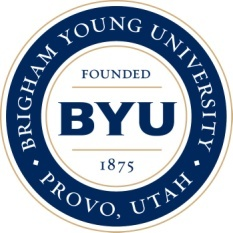 BRIGHAM YOUNG UNIVERSITY
FOUNDED
BYU
1875
PROVO, UTAH